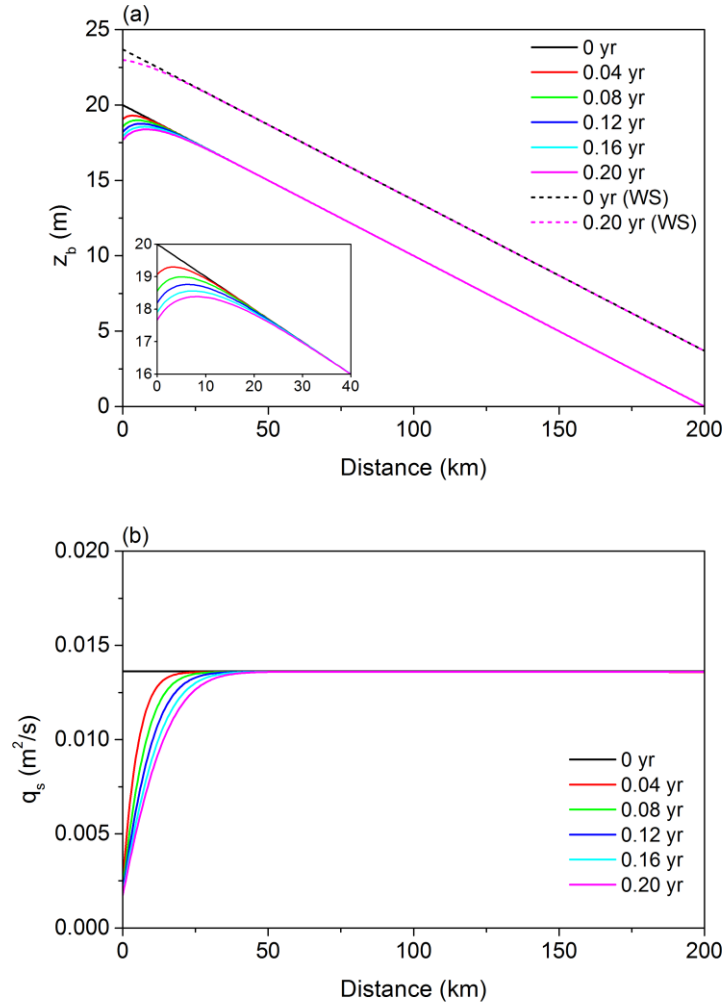 (a)
25
20
15
10
5
0
z_b (m)
0 yr
0.04 yr
0.08 yr
0.12 yr
0.16 yr
0.20 yr
0 yr (WS)
0.20 yr (WS)
20
19
18
17
16
0 10 20 30 40
0 50 100 150 200
Distance (km)
(b)
0.020
0.015
0.010
0.005
0.000
q_s (m²/s)
0 yr
0.04 yr
0.08 yr
0.12 yr
0.16 yr
0.20 yr
0 50 100 150 200
Distance (km)